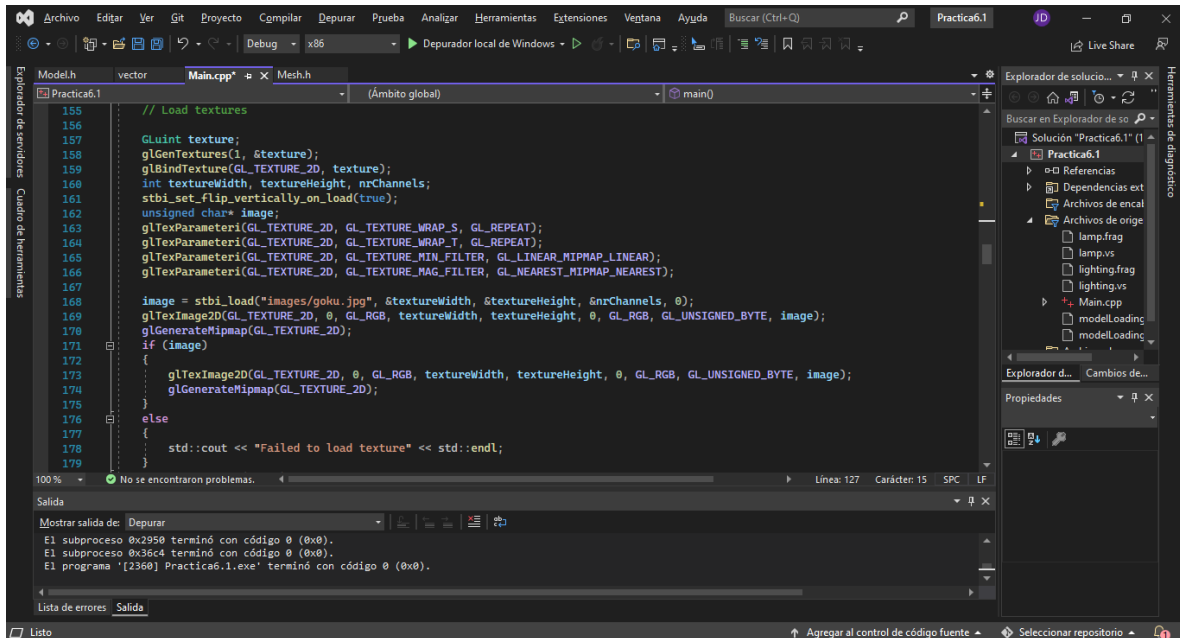 Archivo Editar Ver Git Proyecto Compilar Depurar Prueba Analizar Herramientas Extensiones Ventana Ayuda Buscar (Ctrl+Q) Practica6.1 JD
Debug x86 Depurador local de Windows Live Share
Explorador de servidores
Cuadro de herramientas
Model.h vector Main.cpp* Mesh.h
Practica6.1 (Ámbito global) main()
155 // Load textures
156
157 GLuint texture;
158 glGenTextures(1, &texture);
159 glBindTexture(GL_TEXTURE_2D, texture);
160 int textureWidth, textureHeight, nrChannels;
161 stbi_set_flip_vertically_on_load(true);
162 unsigned char* image;
163 glTexParameteri(GL_TEXTURE_2D, GL_TEXTURE_WRAP_S, GL_REPEAT);
164 glTexParameteri(GL_TEXTURE_2D, GL_TEXTURE_WRAP_T, GL_REPEAT);
165 glTexParameteri(GL_TEXTURE_2D, GL_TEXTURE_MIN_FILTER, GL_LINEAR_MIPMAP_LINEAR);
166 glTexParameteri(GL_TEXTURE_2D, GL_TEXTURE_MAG_FILTER, GL_NEAREST_MIPMAP_NEAREST);
167
168 image = stbi_load("images/goku.jpg", &textureWidth, &textureHeight, &nrChannels, 0);
169 glTexImage2D(GL_TEXTURE_2D, 0, GL_RGB, textureWidth, textureHeight, 0, GL_RGB, GL_UNSIGNED_BYTE, image);
170 glGenerateMipmap(GL_TEXTURE_2D);
171 if (image)
172 {
173 glTexImage2D(GL_TEXTURE_2D, 0, GL_RGB, textureWidth, textureHeight, 0, GL_RGB, GL_UNSIGNED_BYTE, image);
174 glGenerateMipmap(GL_TEXTURE_2D);
175 }
176 else
177 {
178 std::cout << "Failed to load texture" << std::endl;
179 }
100 % No se encontraron problemas. Línea: 127 Carácter: 15 SPC LF
Salida
Mostrar salida de: Depurar
El subproceso 0x2950 terminó con código 0 (0x0).
El subproceso 0x36c4 terminó con código 0 (0x0).
El programa '[2360] Practica6.1.exe' terminó con código 0 (0x0).
Lista de errores Salida
Explorador de solucio...
Buscar en Explorador de so
Solución "Practica6.1" (1
Practica6.1
Referencias
Dependencias ext
Archivos de encal
Archivos de orige
lamp.frag
lamp.vs
lighting.frag
lighting.vs
Main.cpp
modelLoading
modelLoading
Explorador d... Cambios de...
Propiedades
Herramientas de diagnóstico
Listo Agregar al control de código fuente Seleccionar repositorio 1